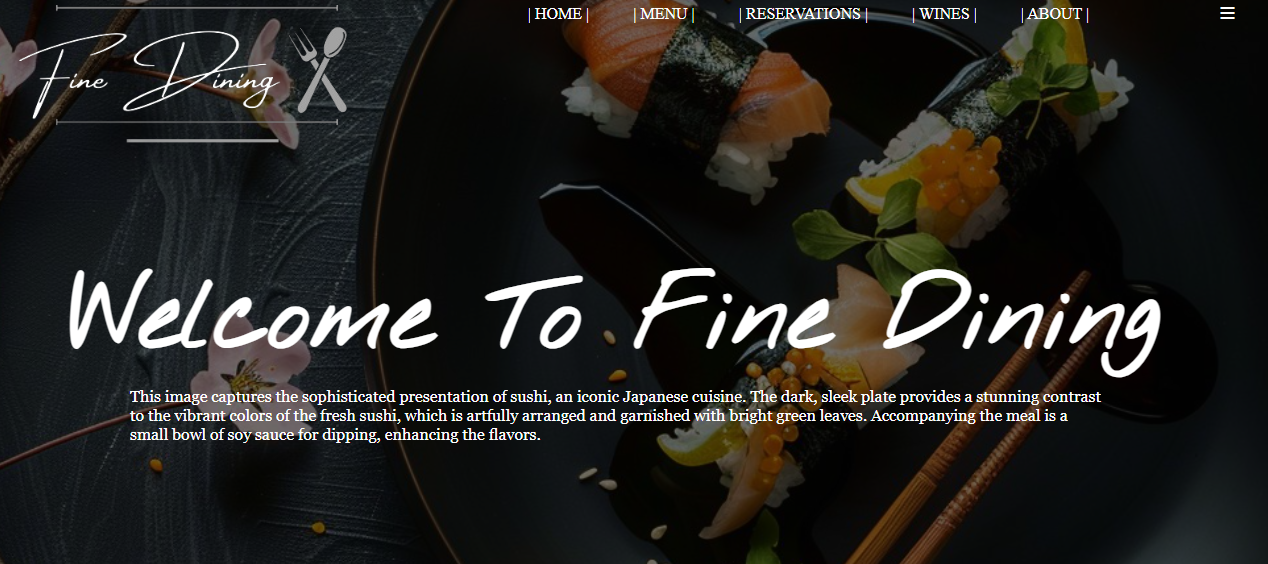 | HOME | | MENU | | RESERVATIONS | | WINES | | ABOUT |
Fine Dining
Welcome To Fine Dining
This image captures the sophisticated presentation of sushi, an iconic Japanese cuisine. The dark, sleek plate provides a stunning contrast
to the vibrant colors of the fresh sushi, which is artfully arranged and garnished with bright green leaves. Accompanying the meal is a
small bowl of soy sauce for dipping, enhancing the flavors.